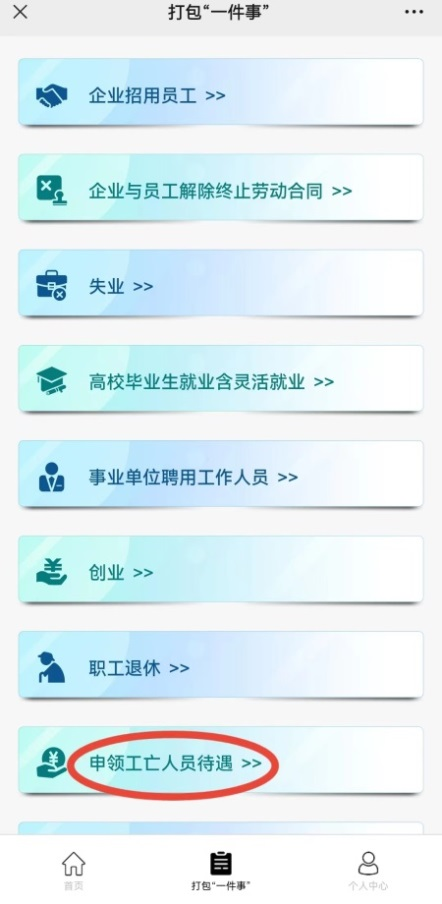 打包“一件事”
企业招用员工 >>
企业与员工解除终止劳动合同 >>
失业 >>
高校毕业生就业含灵活就业 >>
事业单位聘用工作人员 >>
创业 >>
职工退休 >>
申领工亡人员待遇 >>
首页
打包“一件事”
个人中心